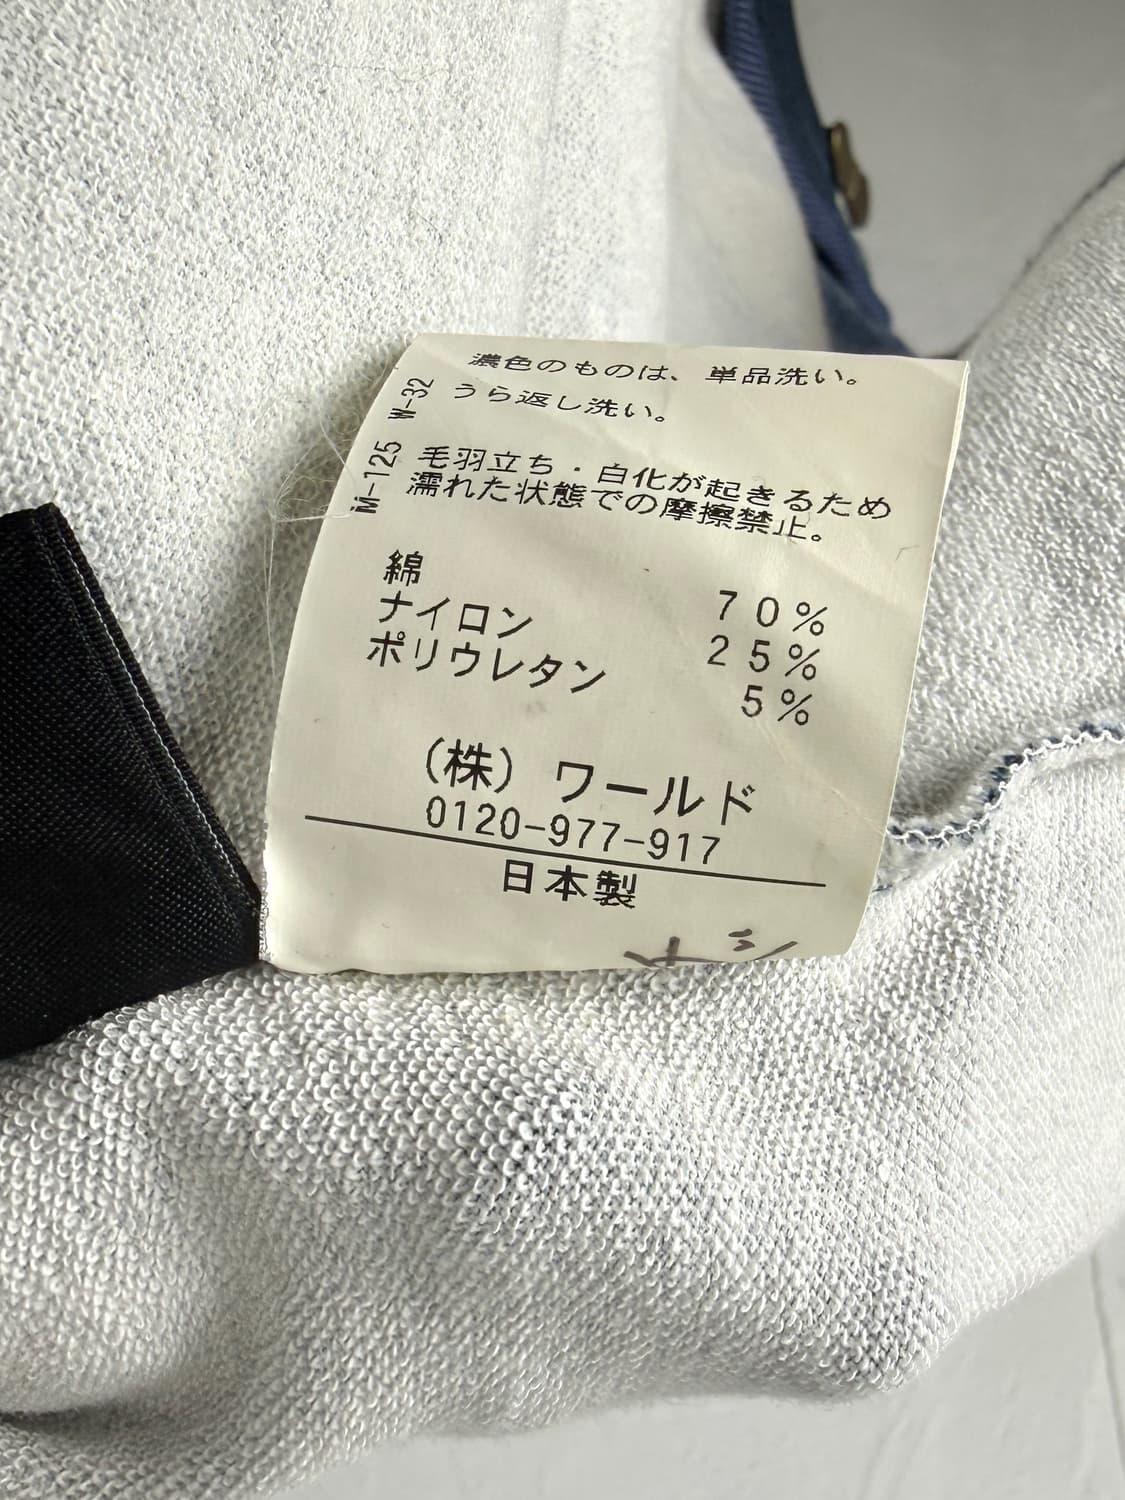 濃色のものは、単品洗い。
うら返し洗い。
毛羽立ち・白化が起きるため
濡れた状態での摩擦禁止。
W-32
M-125
綿 70%
ナイロン 25%
ポリウレタン 5%
(株) ワールド
0120-977-917
日本製